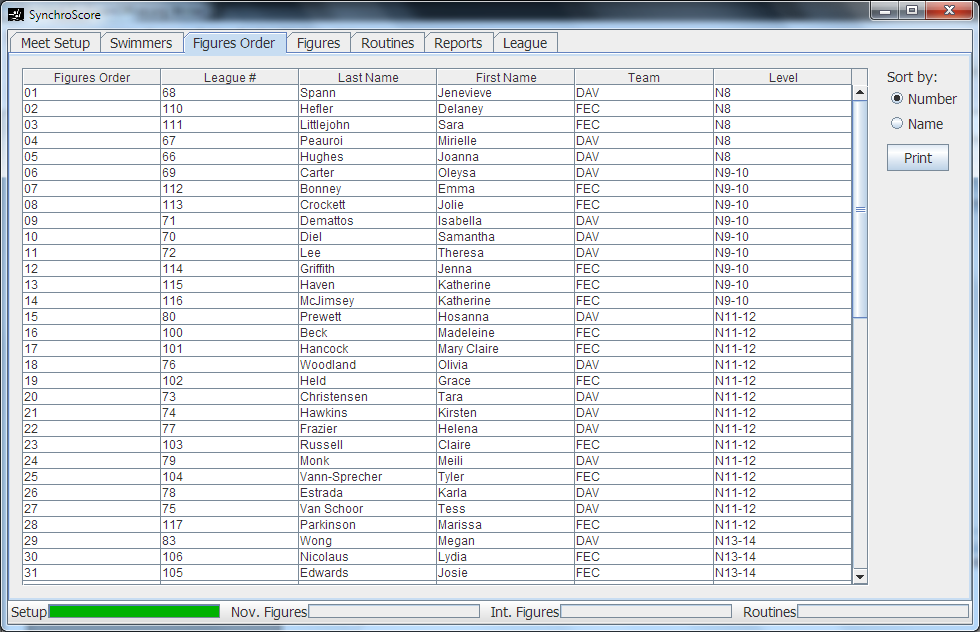 SynchroScore
Meet Setup Swimmers Figures Order Figures Routines Reports League
Figures Order League # Last Name First Name Team Level
01 68 Spann Jenevieve DAV N8
02 110 Hefler Delaney FEC N8
03 111 Littlejohn Sara FEC N8
04 67 Peauroi Mirielle DAV N8
05 66 Hughes Joanna DAV N8
06 69 Carter Oleysa DAV N9-10
07 112 Bonney Emma FEC N9-10
08 113 Crockett Jolie FEC N9-10
09 71 Demattos Isabella DAV N9-10
10 70 Diel Samantha DAV N9-10
11 72 Lee Theresa DAV N9-10
12 114 Griffith Jenna FEC N9-10
13 115 Haven Katherine FEC N9-10
14 116 McJimsey Katherine FEC N9-10
15 80 Prewett Hosanna DAV N11-12
16 100 Beck Madeleine FEC N11-12
17 101 Hancock Mary Claire FEC N11-12
18 76 Woodland Olivia DAV N11-12
19 102 Held Grace FEC N11-12
20 73 Christensen Tara DAV N11-12
21 74 Hawkins Kirsten DAV N11-12
22 77 Frazier Helena DAV N11-12
23 103 Russell Claire FEC N11-12
24 79 Monk Meili DAV N11-12
25 104 Vann-Sprecher Tyler FEC N11-12
26 78 Estrada Karla DAV N11-12
27 75 Van Schoor Tess DAV N11-12
28 117 Parkinson Marissa FEC N11-12
29 83 Wong Megan DAV N13-14
30 106 Nicolaus Lydia FEC N13-14
31 105 Edwards Josie FEC N13-14
Sort by:
Number
Name
Print
Setup Nov. Figures Int. Figures Routines